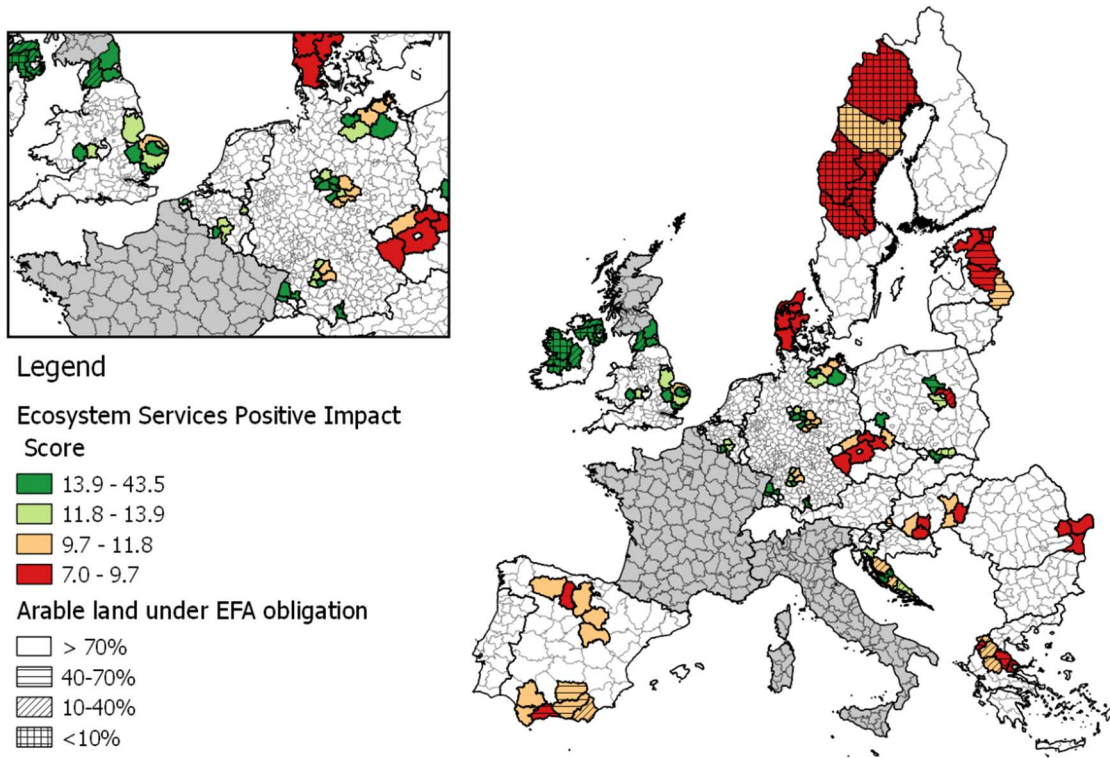 Legend
Ecosystem Services Positive Impact
Score
13.9 - 43.5
11.8 - 13.9
9.7 - 11.8
7.0 - 9.7
Arable land under EFA obligation
> 70%
40-70%
10-40%
<10%